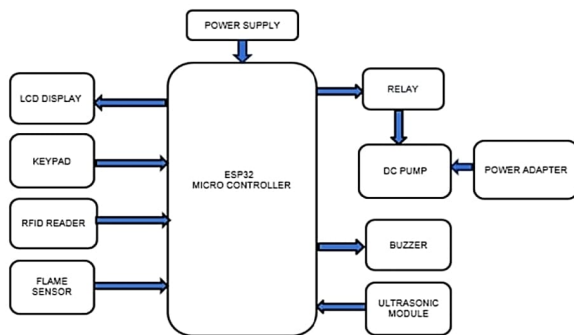 POWER SUPPLY
LCD DISPLAY
KEYPAD
RFID READER
FLAME
SENSOR
ESP32
MICRO CONTROLLER
RELAY
DC PUMP
POWER ADAPTER
BUZZER
ULTRASONIC
MODULE